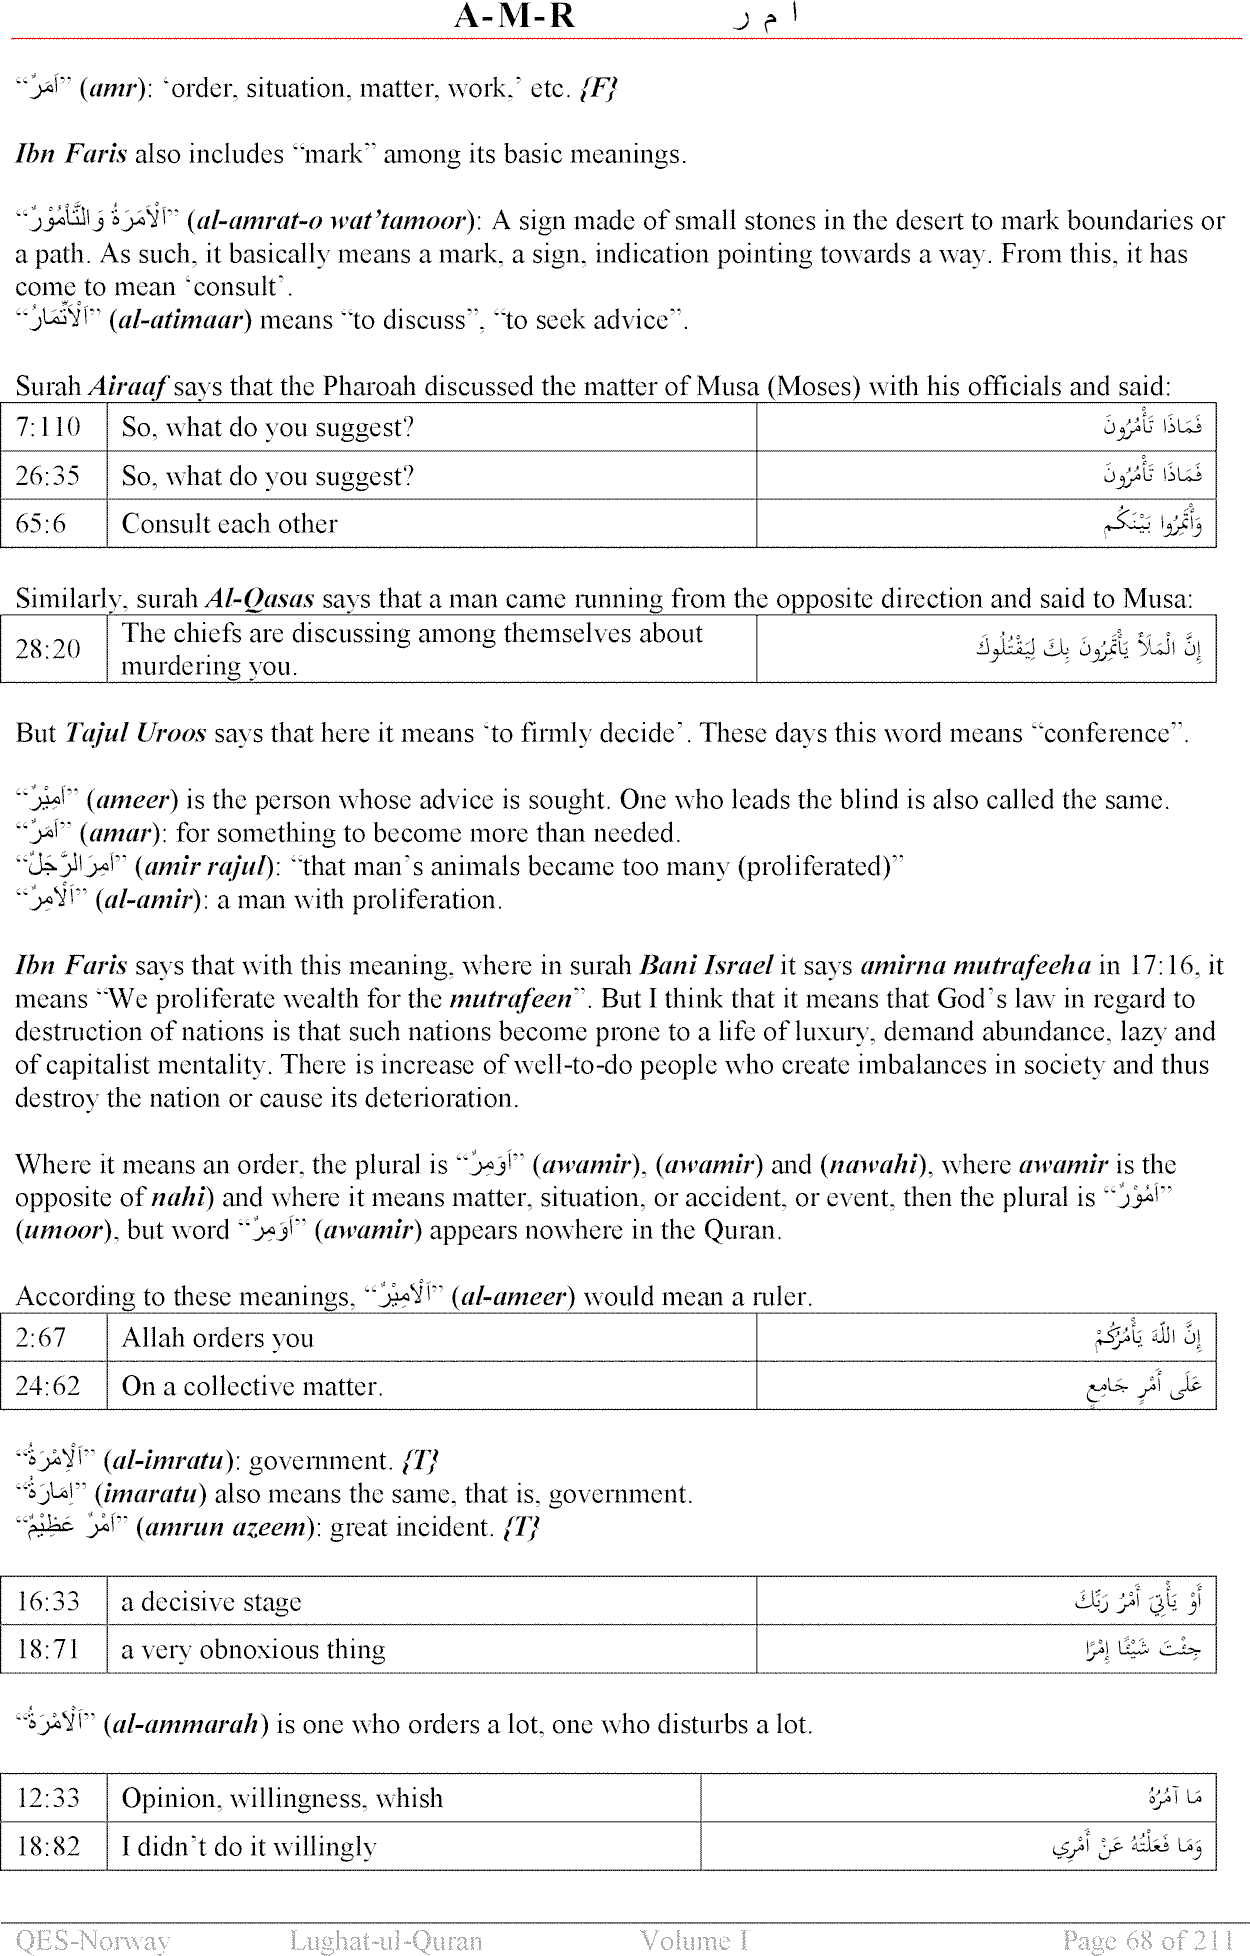 A-M-R ا م ر
“اَمَرٌ” (amr): ‘order, situation, matter, work,’ etc. {F}
Ibn Faris also includes “mark” among its basic meanings.
“اَلْاَمَرَةُ وَ التَّأمُوْرٌ” (al-amrat-o wat’tamoor): A sign made of small stones in the desert to mark boundaries or
a path. As such, it basically means a mark, a sign, indication pointing towards a way. From this, it has
come to mean ‘consult’.
“اَلْاَتِّمَارُ” (al-atimaar) means “to discuss”, “to seek advice”.
Surah Airaaf says that the Pharoah discussed the matter of Musa (Moses) with his officials and said:
7:110 So, what do you suggest? فَمَاذَا تَأْمُرُونَ
26:35 So, what do you suggest? فَمَاذَا تَأْمُرُونَ
65:6 Consult each other وَأْتَمِرُوا بَيْنَكُم
Similarly, surah Al-Qasas says that a man came running from the opposite direction and said to Musa:
28:20 The chiefs are discussing among themselves about إِنَّ الْمَلَأَ يَأْتَمِرُونَ بِكَ لِيَقْتُلُوكَ
murdering you.
But Tajul Uroos says that here it means ‘to firmly decide’. These days this word means “conference”.
“اَمِيْرٌ” (ameer) is the person whose advice is sought. One who leads the blind is also called the same.
“اَمَرٌ” (amar): for something to become more than needed.
“اَمِرَ الرَّجَلٌ” (amir rajul): “that man’s animals became too many (proliferated)”
“اَلْاَمِرٌ” (al-amir): a man with proliferation.
Ibn Faris says that with this meaning, where in surah Bani Israel it says amirna mutrafeeha in 17:16, it
means “We proliferate wealth for the mutrafeen”. But I think that it means that God’s law in regard to
destruction of nations is that such nations become prone to a life of luxury, demand abundance, lazy and
of capitalist mentality. There is increase of well-to-do people who create imbalances in society and thus
destroy the nation or cause its deterioration.
Where it means an order, the plural is “اَوَمِرٌ” (awamir), (awamir) and (nawahi), where awamir is the
opposite of nahi) and where it means matter, situation, or accident, or event, then the plural is “اَمُوْرٌ”
(umoor), but word “اَوَمِرٌ” (awamir) appears nowhere in the Quran.
According to these meanings, “اَلْاَمِيْرٌ” (al-ameer) would mean a ruler.
2:67 Allah orders you إِنَّ اللّهَ يَأْمُرُكُمْ
24:62 On a collective matter. عَلَى أَمْرٍ جَامِعٍ
“اَلْاِمْرَةُ” (al-imratu): government. {T}
“اِمَارَةُ” (imaratu) also means the same, that is, government.
“اَمْرٌ عَظِيْمٌ” (amrun azeem): great incident. {T}
16:33 a decisive stage أَوْ يَأْتِيَ أَمْرُ رَبِّكَ
18:71 a very obnoxious thing جِئْتَ شَيْئًا إِمْرًا
“اَلْاَمْرَةُ” (al-ammarah) is one who orders a lot, one who disturbs a lot.
12:33 Opinion, willingness, whish مَا آمُرُهُ
18:82 I didn’t do it willingly وَمَا فَعَلْتُهُ عَنْ أَمْرِي
QES-Norway Lughat-ul-Quran Volume I Page 68 of 211